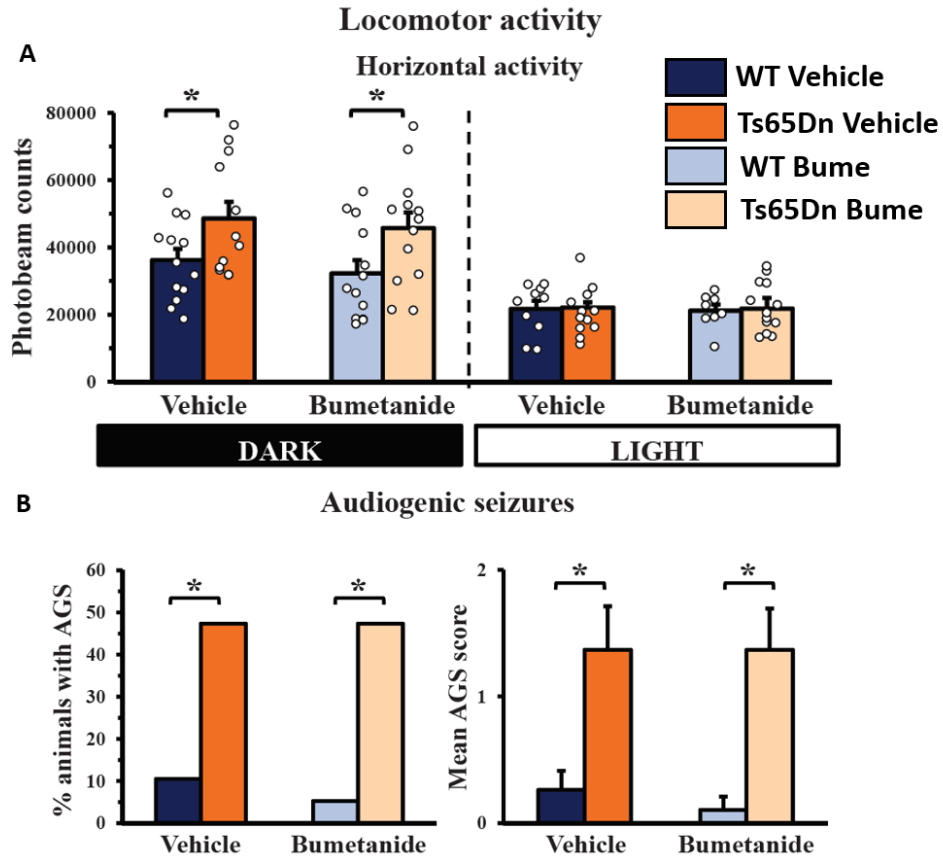 Locomotor activity
A
Horizontal activity
WT Vehicle
Ts65Dn Vehicle
WT Bume
Ts65Dn Bume
Photobeam counts
80000
60000
40000
20000
0
* *
Vehicle Bumetanide Vehicle Bumetanide
DARK LIGHT
B
Audiogenic seizures
% animals with AGS
60
50
40
30
20
10
0
* *
Vehicle Bumetanide
Mean AGS score
2
1
0
* *
Vehicle Bumetanide